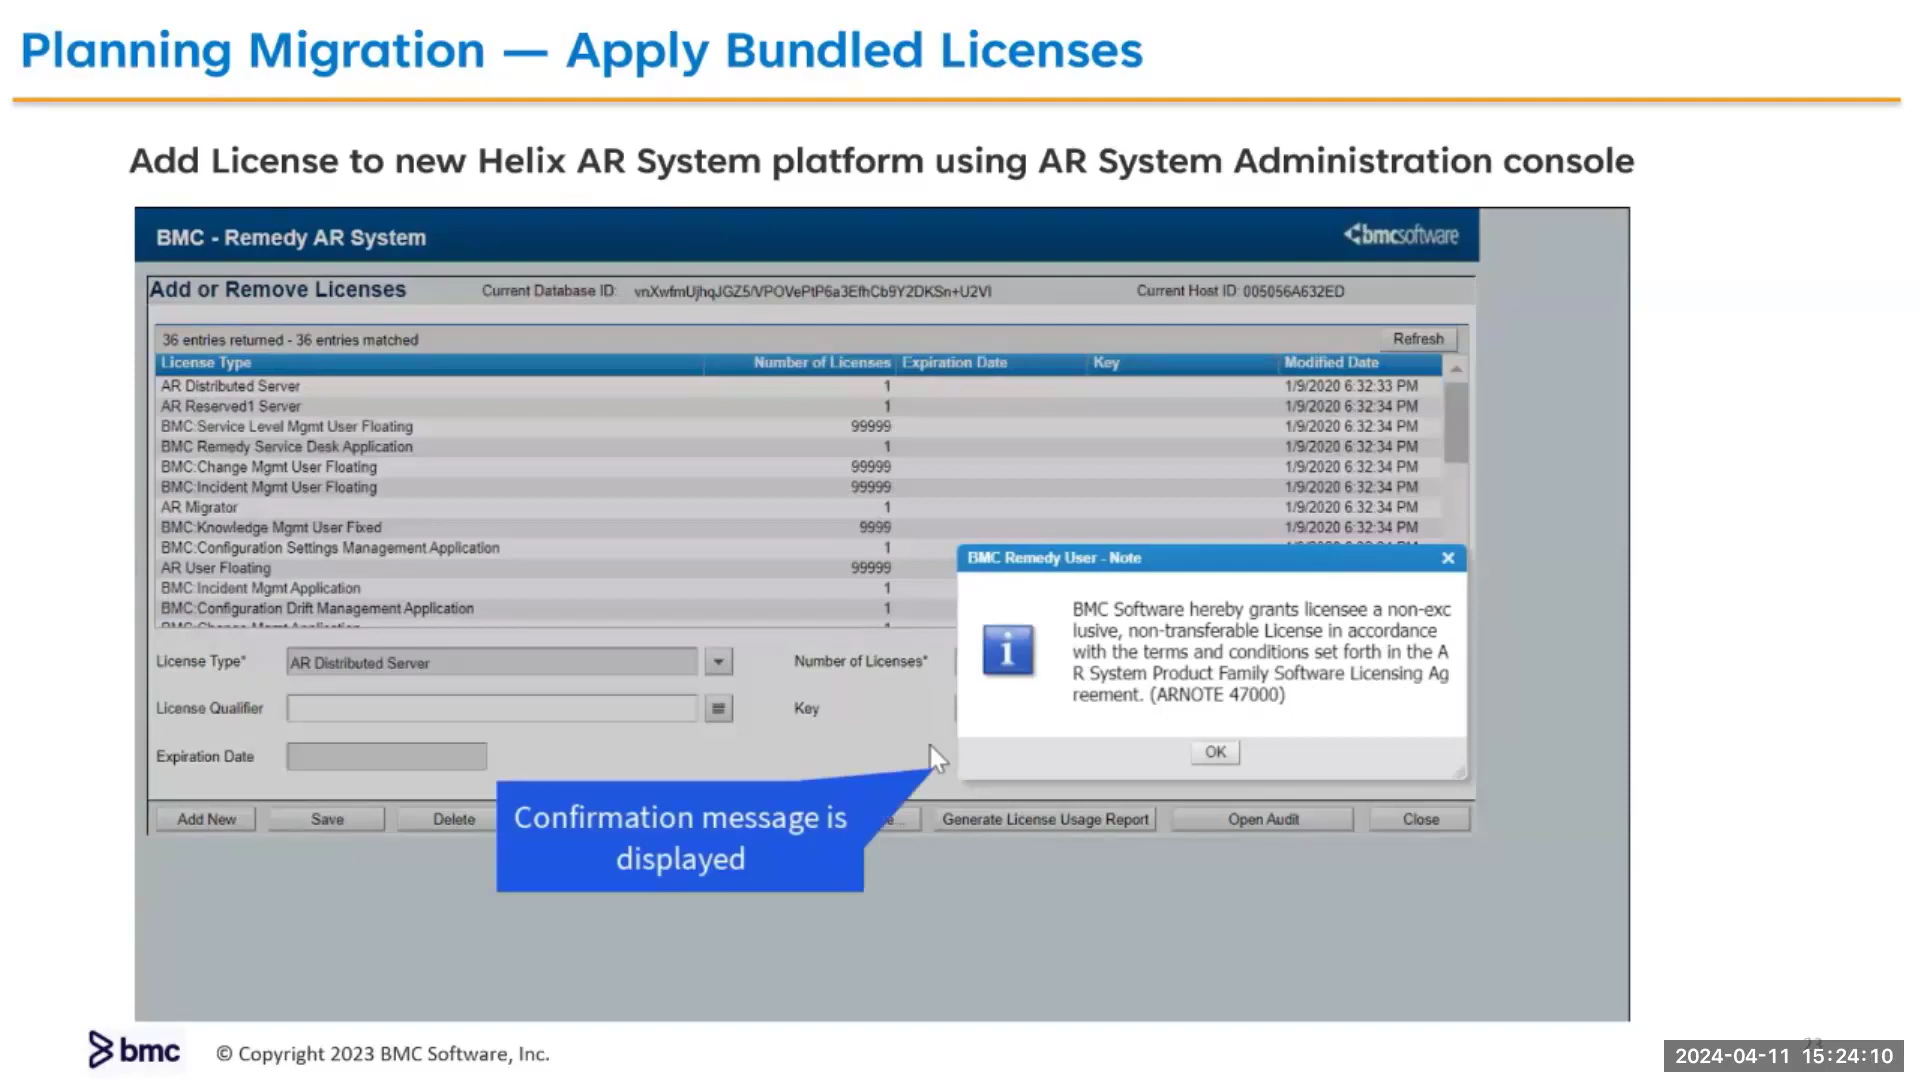 Planning Migration — Apply Bundled Licenses
Add License to new Helix AR System platform using AR System Administration console
BMC - Remedy AR System
bmcsoftware
Add or Remove Licenses Current Database ID: Current Host ID: 005056A632ED
36 entries returned - 36 entries matched Refresh
License Type Number of Licenses Expiration Date Key Modified Date
AR Distributed Server 1 1/9/2020 6:32:33 PM
AR Reserved1 Server 1 1/9/2020 6:32:34 PM
BMC:Service Level Mgmt User Floating 99999 1/9/2020 6:32:34 PM
BMC Remedy Service Desk Application 1 1/9/2020 6:32:34 PM
BMC:Change Mgmt User Floating 99999 1/9/2020 6:32:34 PM
BMC:Incident Mgmt User Floating 99999 1/9/2020 6:32:34 PM
AR Migrator 1 1/9/2020 6:32:34 PM
BMC:Knowledge Mgmt User Fixed 9999 1/9/2020 6:32:34 PM
BMC:Configuration Settings Management Application 1
AR User Floating 99999
BMC:Incident Mgmt Application 1
BMC:Configuration Drift Management Application 1
BMC Remedy User - Note
BMC Software hereby grants licensee a non-exc
lusive, non-transferable License in accordance
with the terms and conditions set forth in the A
R System Product Family Software Licensing Ag
reement. (ARNOTE 47000)
OK
License Type* AR Distributed Server Number of Licenses*
License Qualifier Key
Expiration Date
Add New Save Delete Generate License Usage Report Open Audit Close
Confirmation message is
displayed
bmc © Copyright 2023 BMC Software, Inc.
2024-04-11 15:24:10